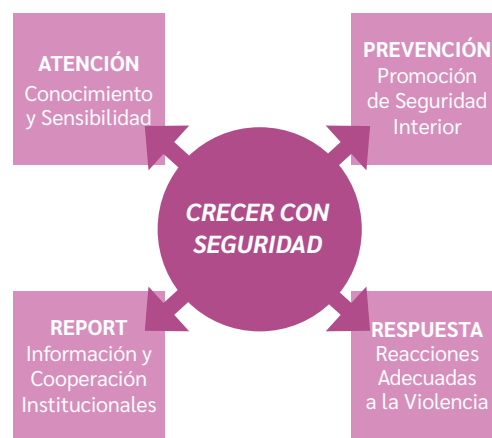 ATENCIÓN
Conocimiento
y Sensibilidad
PREVENCIÓN
Promoción
de Seguridad
Interior
CRECER CON
SEGURIDAD
REPORT
Información y
Cooperación
Institucionales
RESPUESTA
Reacciones
Adecuadas
a la Violencia